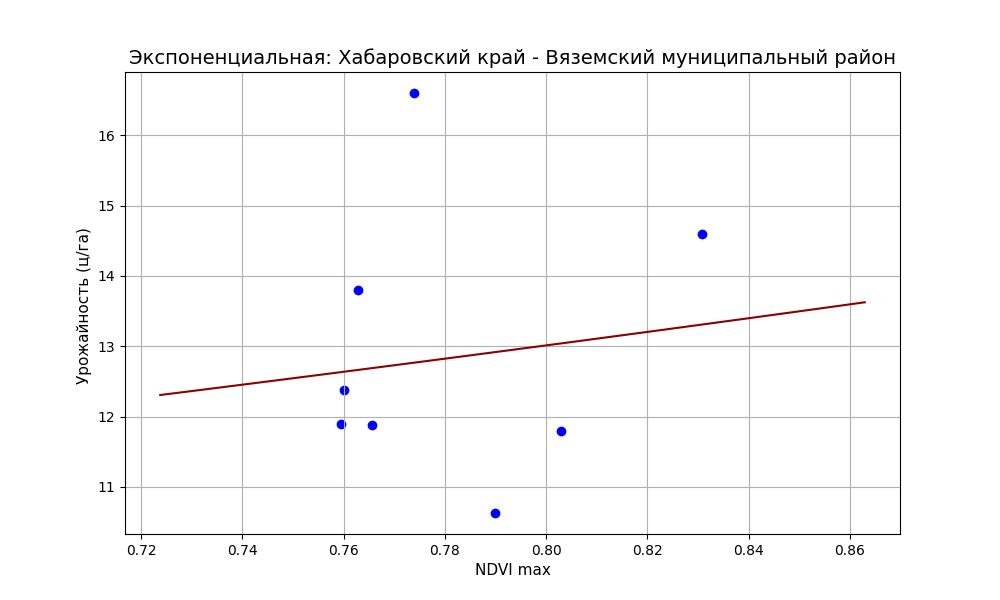 Экспоненциальная: Хабаровский край - Вяземский муниципальный район
16
15
14
13
12
11
Урожайность (ц/га)
0.72 0.74 0.76 0.78 0.80 0.82 0.84 0.86
NDVI max